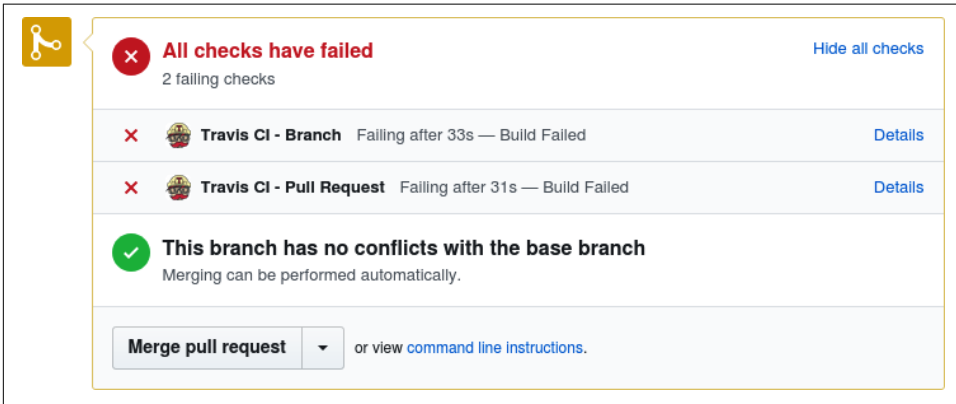 All checks have failed
Hide all checks
2 failing checks
Travis CI - Branch Failing after 33s — Build Failed
Details
Travis CI - Pull Request Failing after 31s — Build Failed
Details
This branch has no conflicts with the base branch
Merging can be performed automatically.
Merge pull request
or view command line instructions.